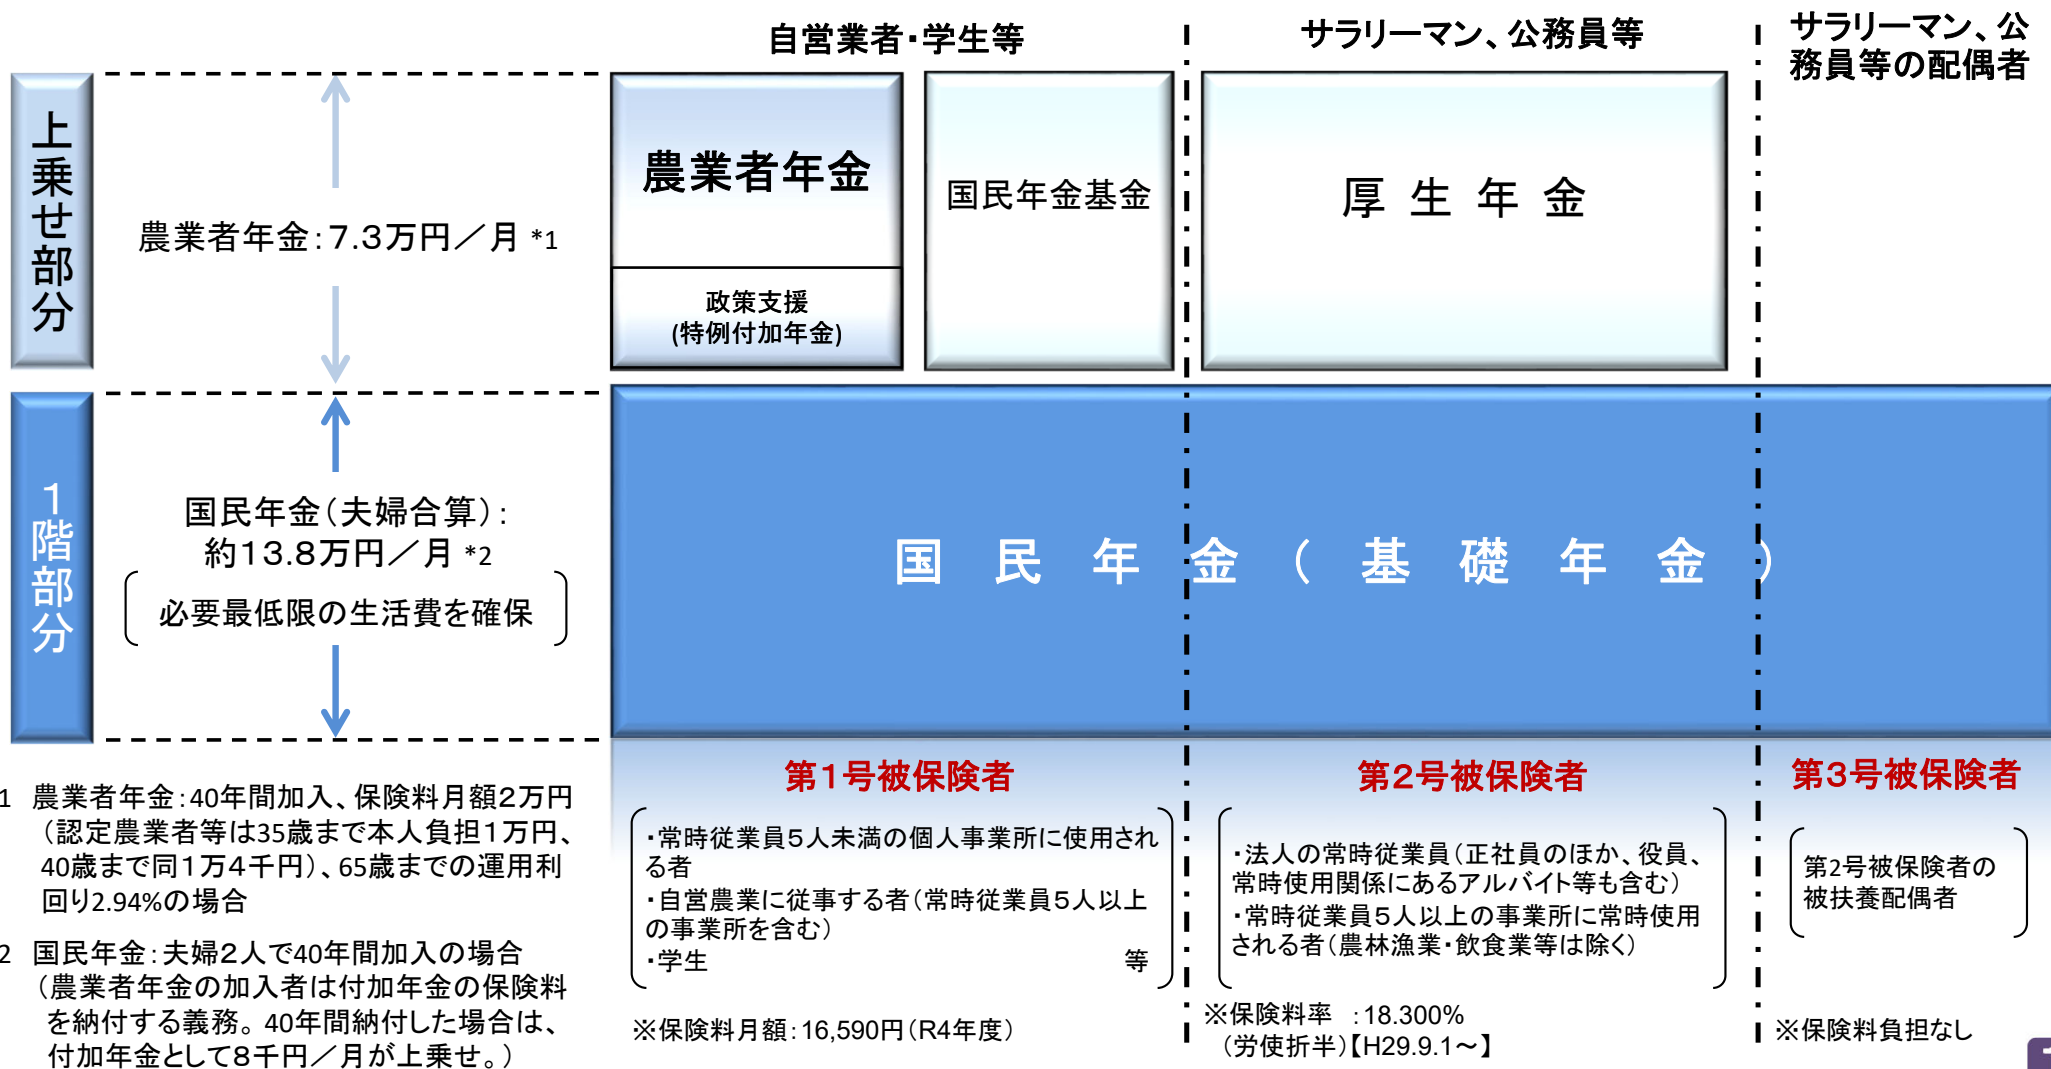 自営業者・学生等
サラリーマン、公務員等
サラリーマン、公
務員等の配偶者
上乗せ部分
農業者年金：7.3万円／月 *1
農業者年金
政策支援
(特例付加年金)
国民年金基金
厚生年金
1階部分
国民年金（夫婦合算）：
約13.8万円／月 *2
必要最低限の生活費を確保
国民年金（基礎年金）
1 農業者年金：40年間加入、保険料月額2万円
（認定農業者等は35歳まで本人負担1万円、
40歳まで同1万4千円）、65歳までの運用利
回り2.94%の場合
2 国民年金：夫婦2人で40年間加入の場合
（農業者年金の加入者は付加年金の保険料
を納付する義務。40年間納付した場合は、
付加年金として8千円／月が上乗せ。）
第1号被保険者
・常時従業員5人未満の個人事業所に使用され
る者
・自営農業に従事する者（常時従業員5人以上
の事業所を含む）
・学生 等
※保険料月額：16,590円（R4年度）
第2号被保険者
・法人の常時従業員（正社員のほか、役員、
常時使用関係にあるアルバイト等も含む）
・常時従業員5人以上の事業所に常時使用
される者（農林漁業・飲食業等は除く）
※保険料率 ：18.300%
（労使折半）【H29.9.1～】
第3号被保険者
第2号被保険者の
被扶養配偶者
※保険料負担なし